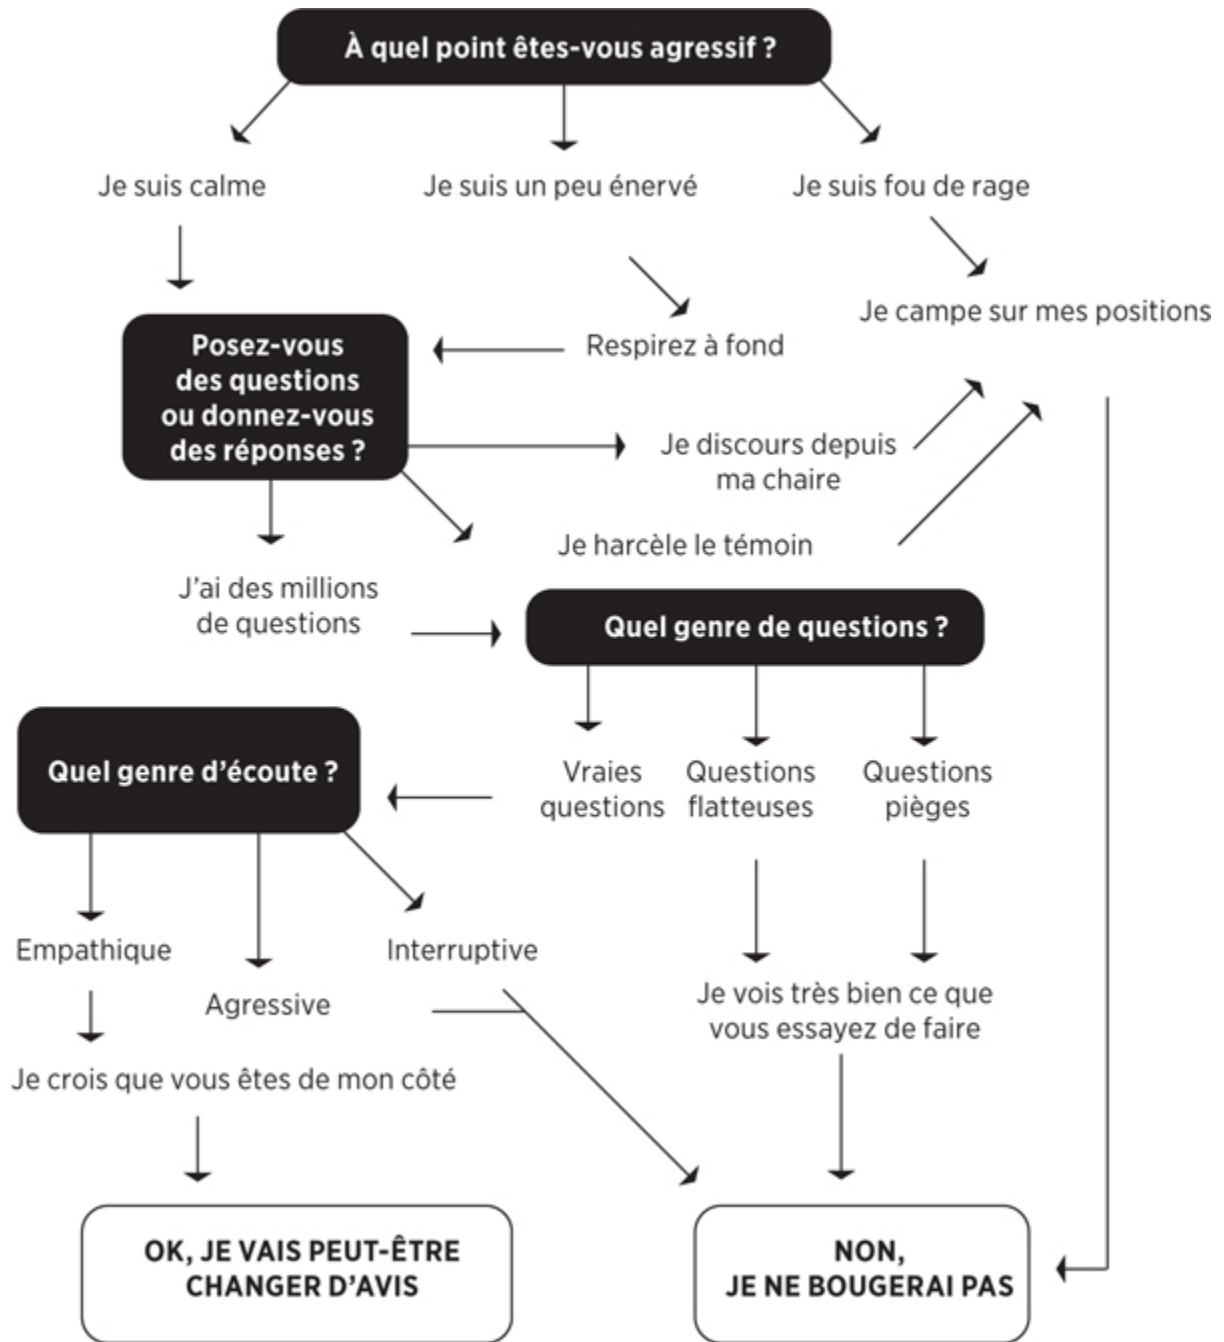 À quel point êtes-vous agressif ?
Je suis calme
Je suis un peu énervé
Je suis fou de rage
Je campe sur mes positions
Posez-vous
des questions
ou donnez-vous
des réponses ?
Respirez à fond
Je discours depuis
ma chaire
Je harcèle le témoin
J'ai des millions
de questions
Quel genre de questions ?
Quel genre d'écoute ?
Vraies
questions
Questions
flatteuses
Questions
pièges
Empathique
Interruptive
Agressive
Je vois très bien ce que
vous essayez de faire
Je crois que vous êtes de mon côté
OK, JE VAIS PEUT-ÊTRE
CHANGER D'AVIS
NON,
JE NE BOUGERAI PAS